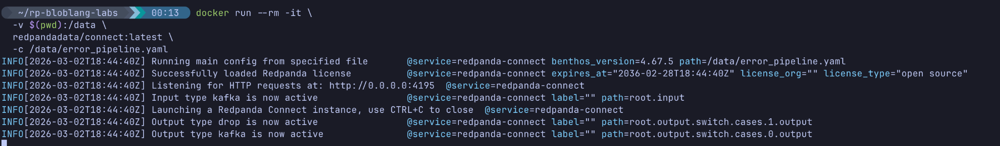 ~/rp-bloblang-labs 00:13 docker run --rm -it \
-v $(pwd):/data \
redpandadata/connect:latest \
-c /data/error_pipeline.yaml
INFO[2026-03-02T18:44:40Z] Running main config from specified file @service=redpanda-connect benthos_version=4.67.5 path=/data/error_pipeline.yaml
INFO[2026-03-02T18:44:40Z] Successfully loaded Redpanda license @service=redpanda-connect expires_at="2036-02-28T18:44:40Z" license_org="" license_type="open source"
INFO[2026-03-02T18:44:40Z] Listening for HTTP requests at: http://0.0.0.0:4195 @service=redpanda-connect
INFO[2026-03-02T18:44:40Z] Input type kafka is now active @service=redpanda-connect label="" path=root.input
INFO[2026-03-02T18:44:40Z] Launching a Redpanda Connect instance, use CTRL+C to close @service=redpanda-connect
INFO[2026-03-02T18:44:40Z] Output type drop is now active @service=redpanda-connect label="" path=root.output.switch.cases.1.output
INFO[2026-03-02T18:44:40Z] Output type kafka is now active @service=redpanda-connect label="" path=root.output.switch.cases.0.output